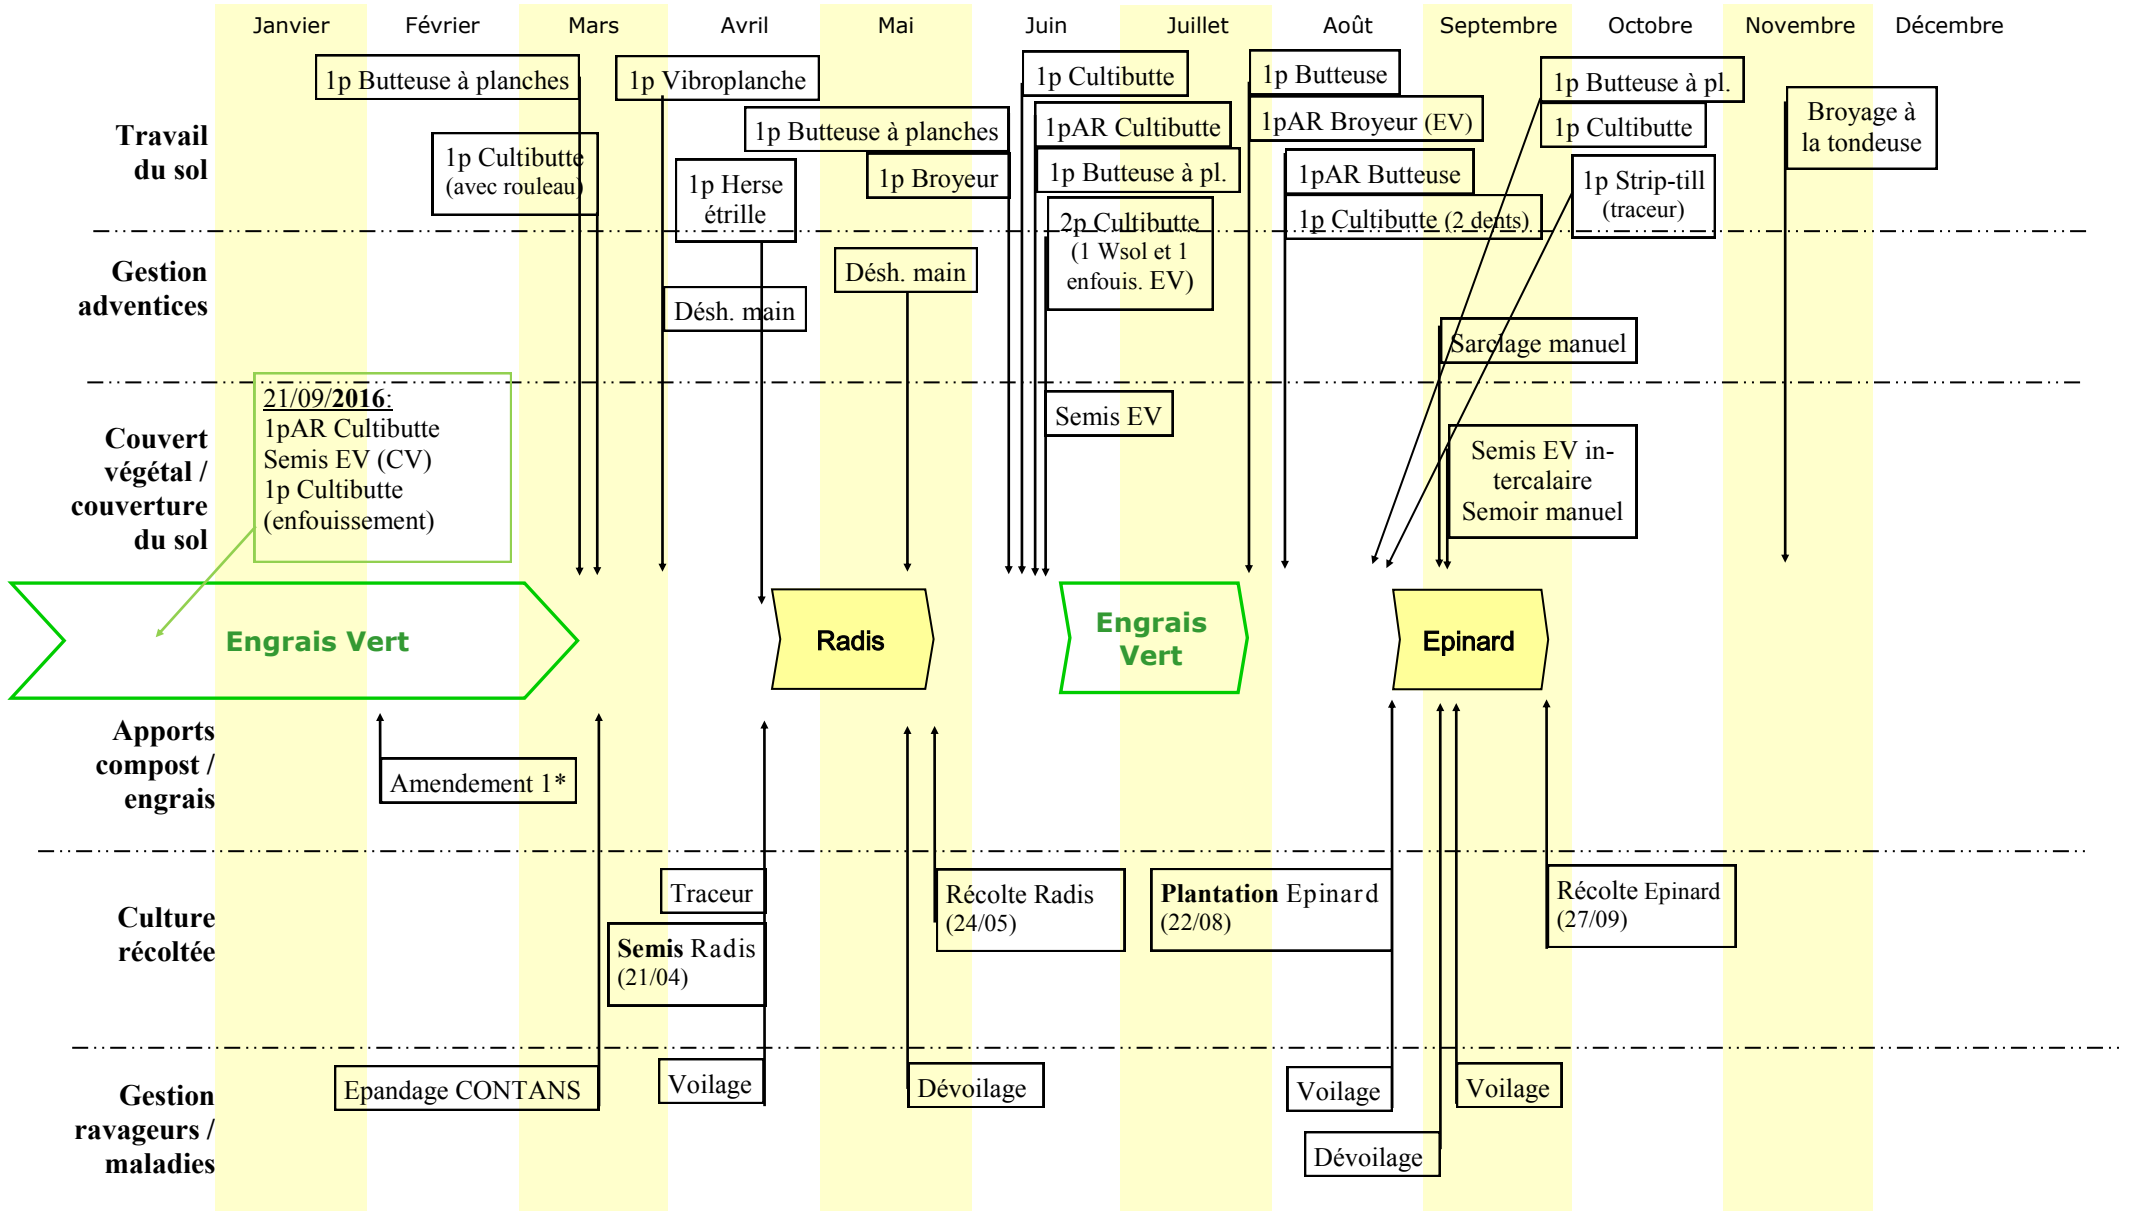 Janvier
Février
Mars
Avril
Mai
Juin
Juillet
Août
Septembre
Octobre
Novembre
Décembre
Travail
du sol
1p Butteuse à planches
1p Cultibutte
(avec rouleau)
1p Vibroplanche
1p Herse
étrille
1p Butteuse à planches
1p Broyeur
1p Cultibutte
1pAR Cultibutte
1p Butteuse à pl.
2p Cultibutte
(1 Wsol et 1
enfouis. EV)
1p Butteuse
1pAR Broyeur (EV)
1pAR Butteuse
1p Cultibutte (2 dents)
1p Butteuse à pl.
1p Cultibutte
1p Strip-till
(traceur)
Broyage à
la tondeuse
Gestion
adventices
Désh. main
Désh. main
Sarclage manuel
Couvert
végétal /
couverture
du sol
21/09/2016:
1pAR Cultibutte
Semis EV (CV)
1p Cultibutte
(enfouissement)
Semis EV
Semis EV in-
tercalaire
Semoir manuel
Engrais Vert
Radis
Engrais
Vert
Epinard
Apports
compost /
engrais
Amendement 1*
Culture
récoltée
Traceur
Semis Radis
(21/04)
Récolte Radis
(24/05)
Plantation Epinard
(22/08)
Récolte Epinard
(27/09)
Gestion
ravageurs /
maladies
Epandage CONTANS
Voilage
Dévoilage
Voilage
Dévoilage
Voilage